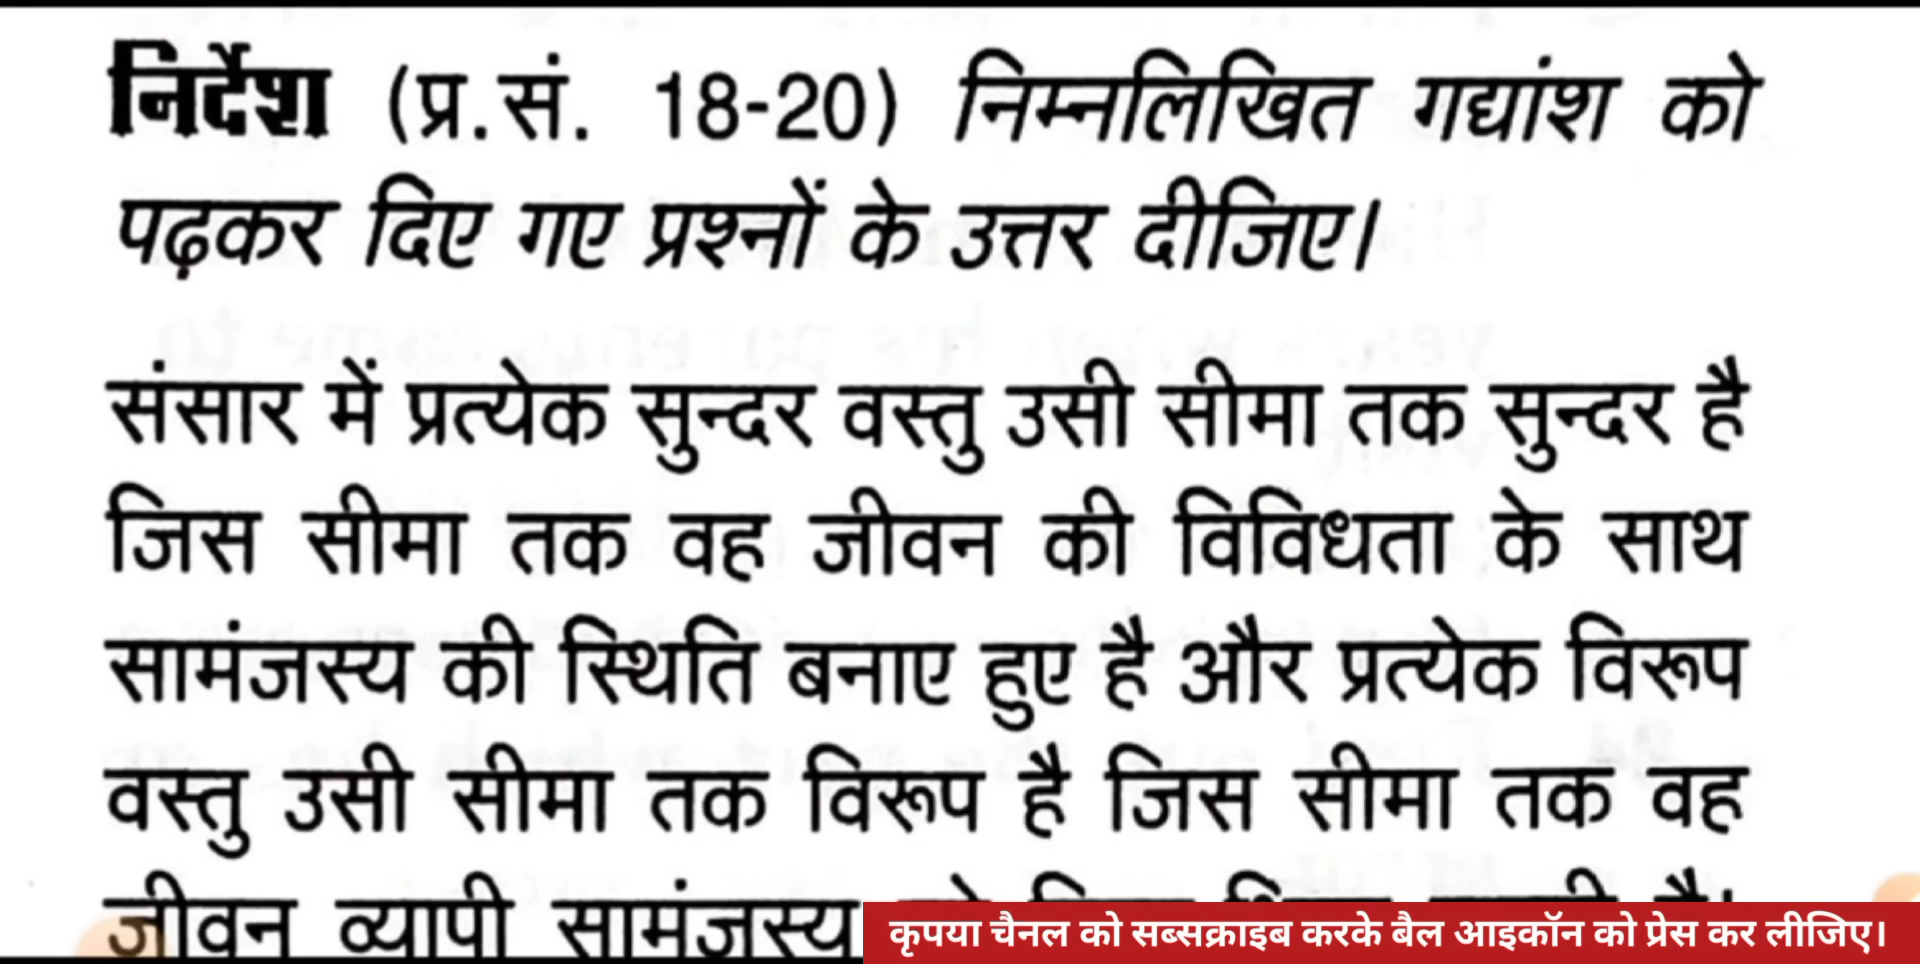 निर्देश (प्र.सं. 18-20) निम्नलिखित गद्यांश को
पढ़कर दिए गए प्रश्नों के उत्तर दीजिए।
संसार में प्रत्येक सुन्दर वस्तु उसी सीमा तक सुन्दर है
जिस सीमा तक वह जीवन की विविधता के साथ
सामंजस्य की स्थिति बनाए हुए है और प्रत्येक विरूप
वस्तु उसी सीमा तक विरूप है जिस सीमा तक वह
जीवन व्यापी सामंजस्य
कृपया चैनल को सब्सक्राइब करके बैल आइकॉन को प्रेस कर लीजिए।